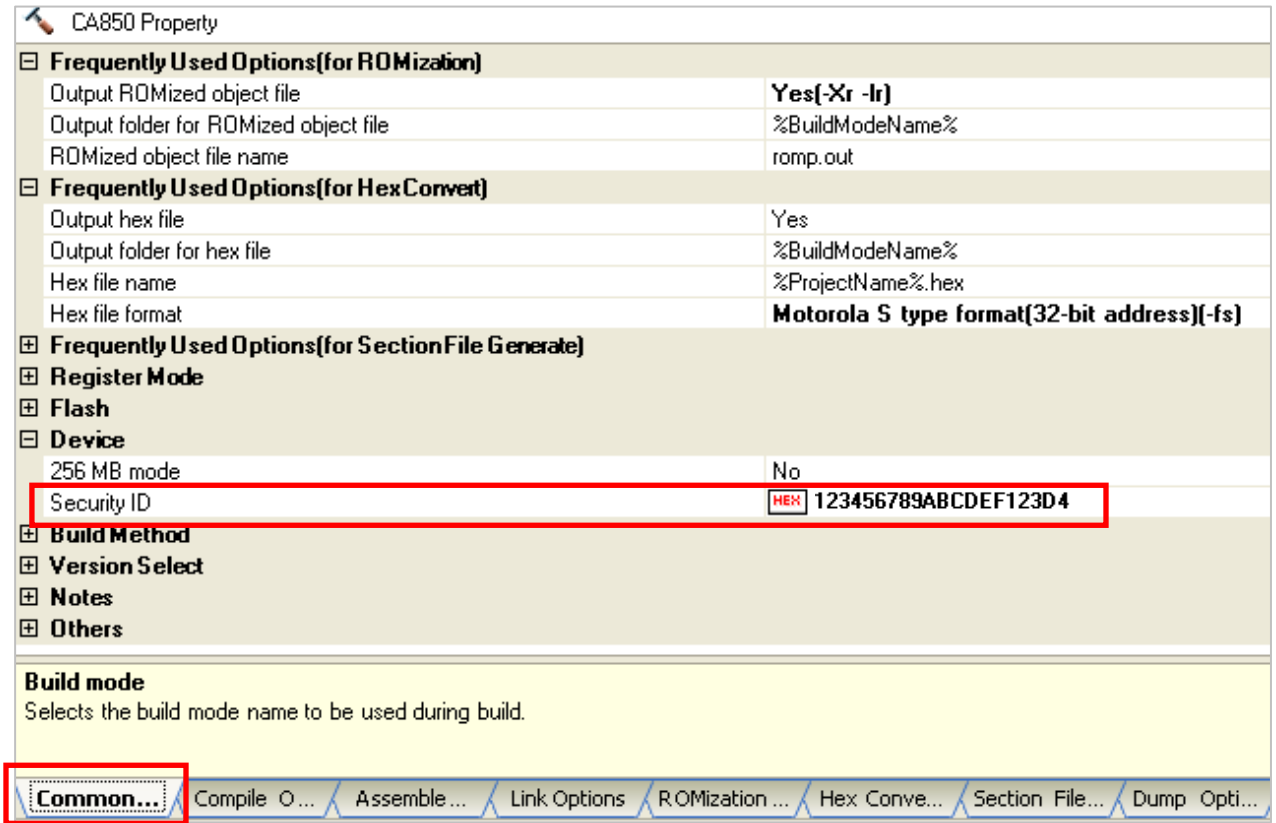 CA850 Property
Frequently Used Options(for ROMization)
Output ROMized object file Yes(-Xr -lr)
Output folder for ROMized object file %BuildModeName%
ROMized object file name romp.out
Frequently Used Options(for Hex Convert)
Output hex file Yes
Output folder for hex file %BuildModeName%
Hex file name %ProjectName%.hex
Hex file format Motorola S type format(32-bit address)(-fs)
Frequently Used Options(for Section File Generate)
Register Mode
Flash
Device
256 MB mode No
Security ID HEX 123456789ABCDEF123D4
Build Method
Version Select
Notes
Others
Build mode
Selects the build mode name to be used during build.
Common... Compile O... Assemble... Link Options ROMization ... Hex Conve... Section File... Dump Opti...